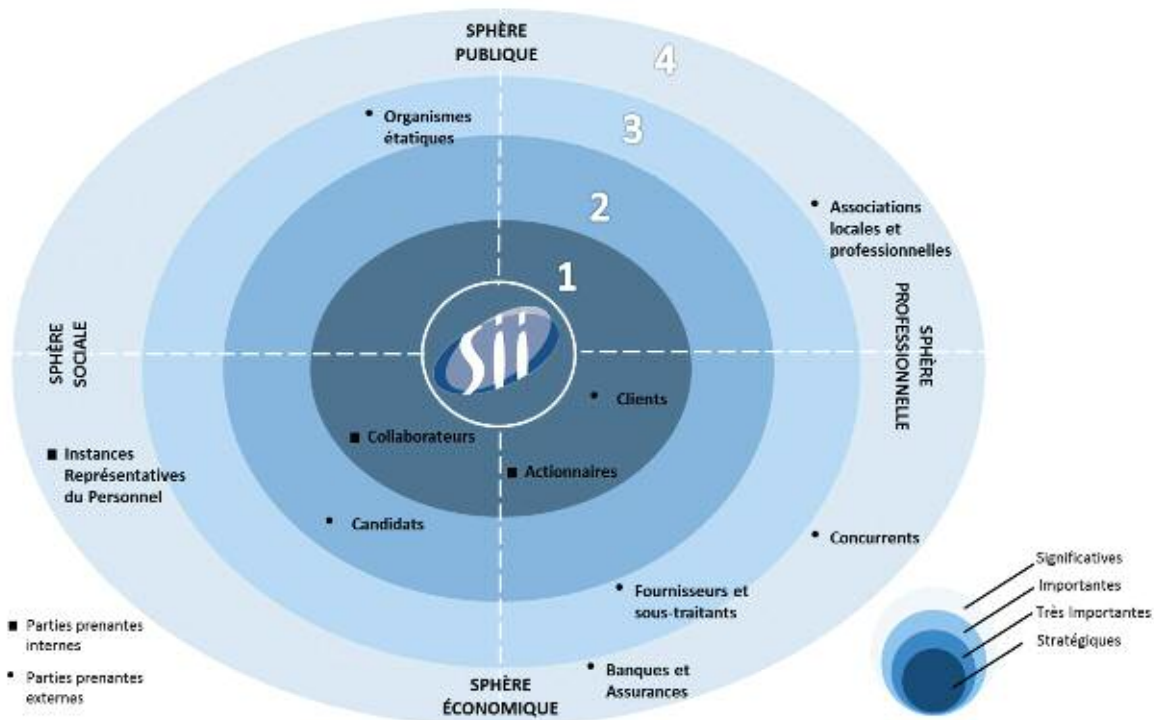 SPHÈRE
PUBLIQUE
4
• Organismes
étatiques
3
2
• Associations
locales et
professionnelles
1
sii
SPHÈRE
SOCIALE
SPHÈRE
PROFESSIONNELLE
• Clients
■ Collaborateurs
■ Instances
Représentatives
du Personnel
■ Actionnaires
• Candidats
• Concurrents
• Fournisseurs et
sous-traitants
• Banques et
Assurances
SPHÈRE
ÉCONOMIQUE
■ Parties prenantes
internes
• Parties prenantes
externes
Significatives
Importantes
Très Importantes
Stratégiques